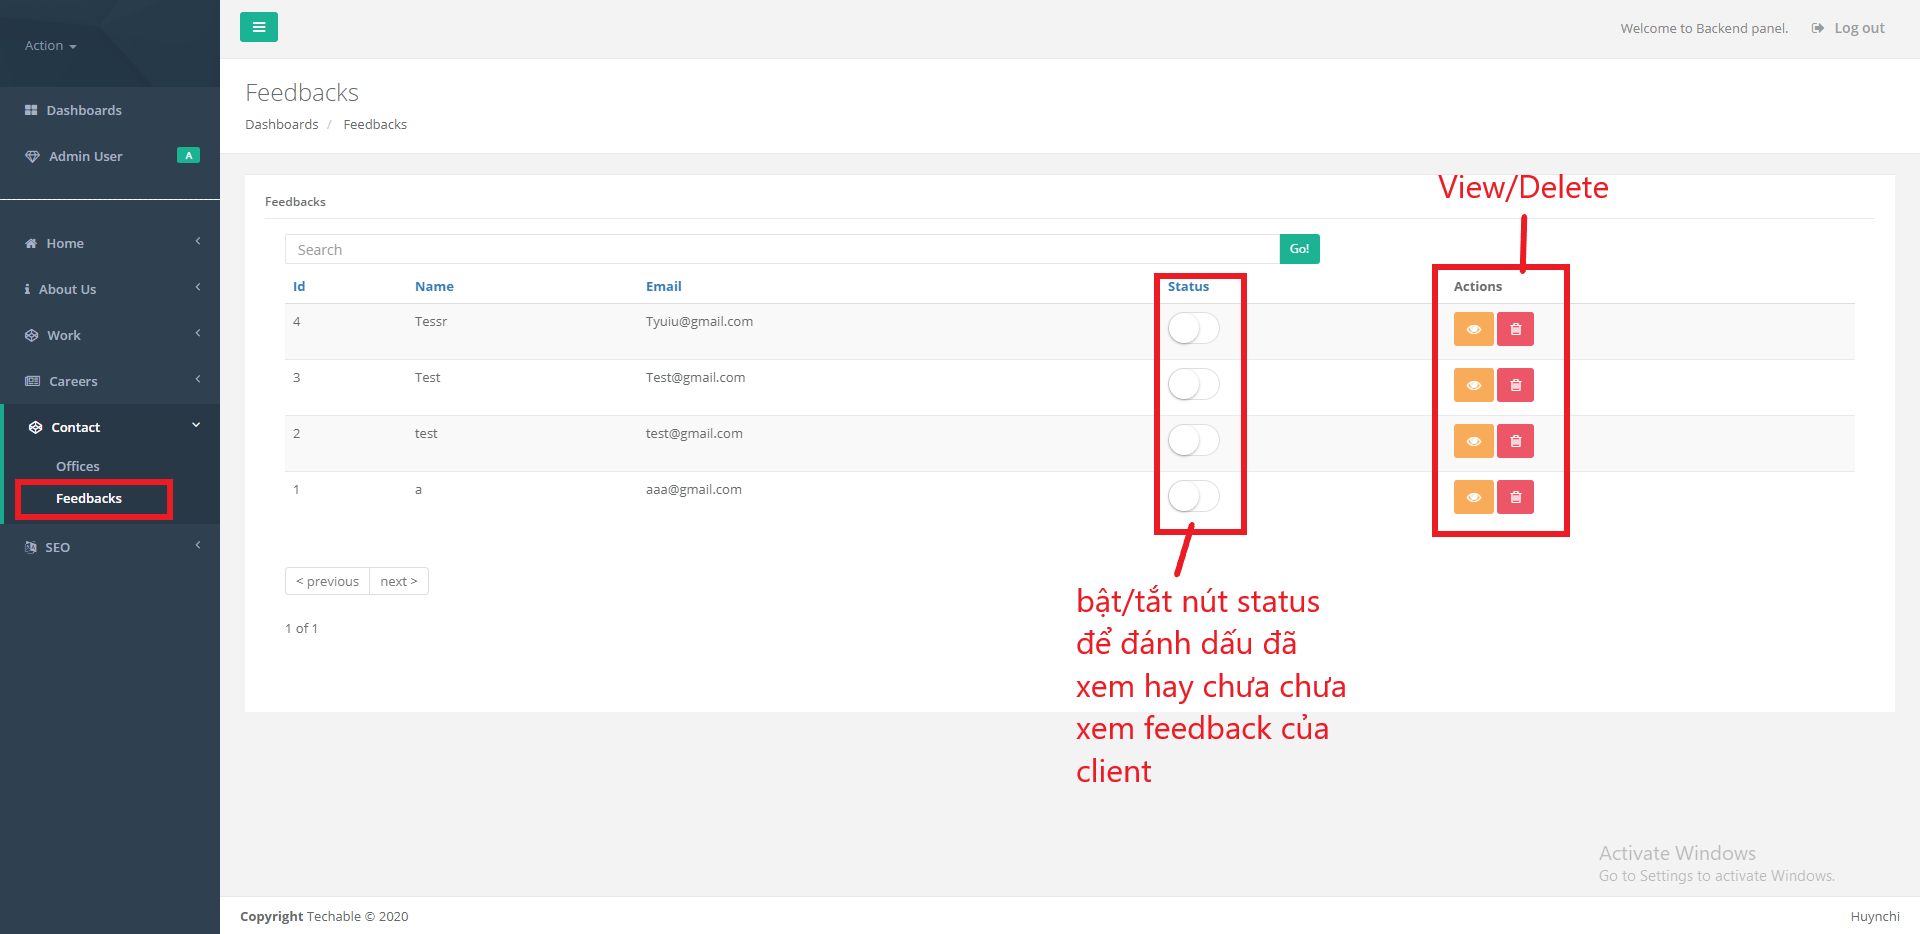 Action
Welcome to Backend panel.
Log out
Feedbacks
Dashboards / Feedbacks
Dashboards
Admin User A
Home
About Us
Work
Careers
Contact
Offices
Feedbacks
SEO
View/Delete
Feedbacks
Search Go!
Id Name Email Status Actions
4 Tessr Tyuiu@gmail.com
3 Test Test@gmail.com
2 test test@gmail.com
1 a aaa@gmail.com
< previous next >
1 of 1
bật/tắt nút status
để đánh dấu đã
xem hay chưa chưa
xem feedback của
client
Activate Windows
Go to Settings to activate Windows.
Copyright Techable © 2020
Huynchi